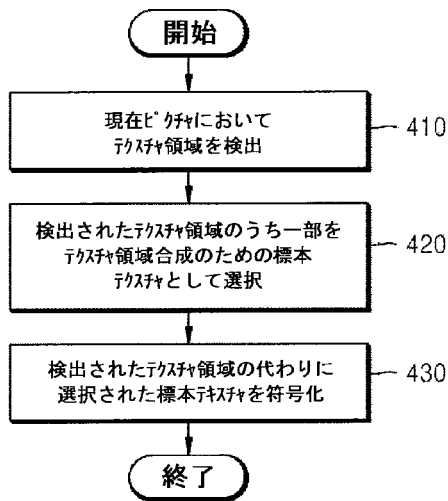 開始
現在ピクチャにおいて
テクスチャ領域を検出
410
検出されたテクスチャ領域のうち一部を
テクスチャ領域合成のための標本
テクスチャとして選択
420
検出されたテクスチャ領域の代わりに
選択された標本テキスチャを符号化
430
終了